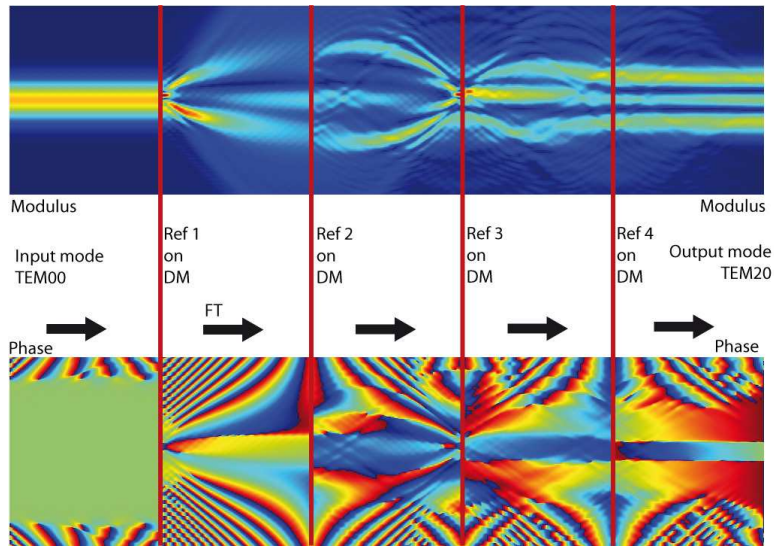 Modulus
Modulus
Input mode
TEM00
Ref 1
on
DM
Ref 2
on
DM
Ref 3
on
DM
Ref 4
on
DM
Output mode
TEM20
FT
Phase
Phase